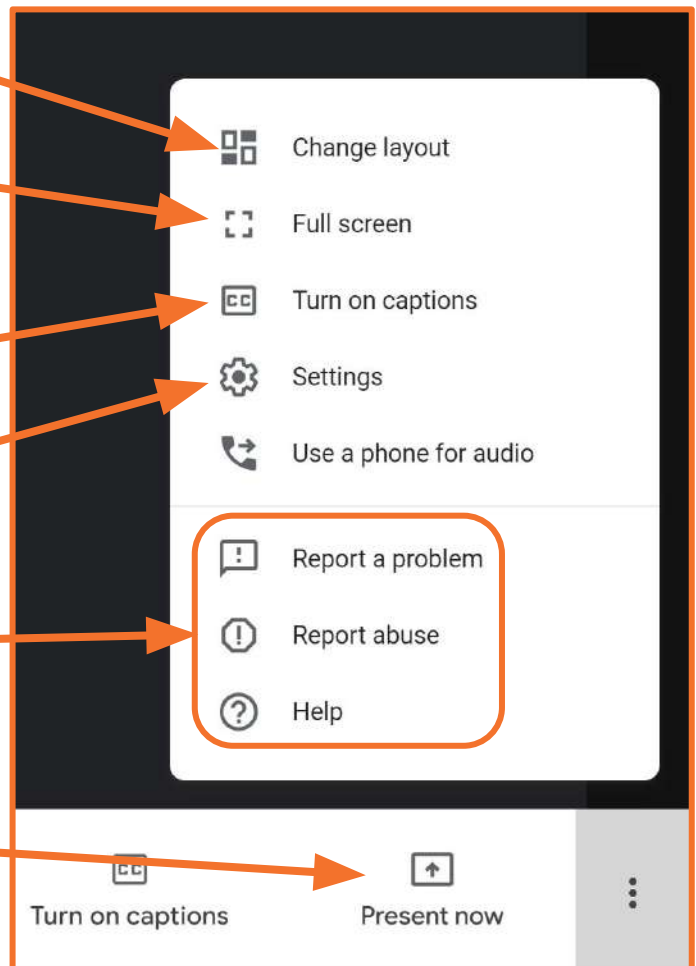 Change layout
Full screen
CC Turn on captions
Settings
Use a phone for audio
Report a problem
Report abuse
Help
CC
Turn on captions
Present now